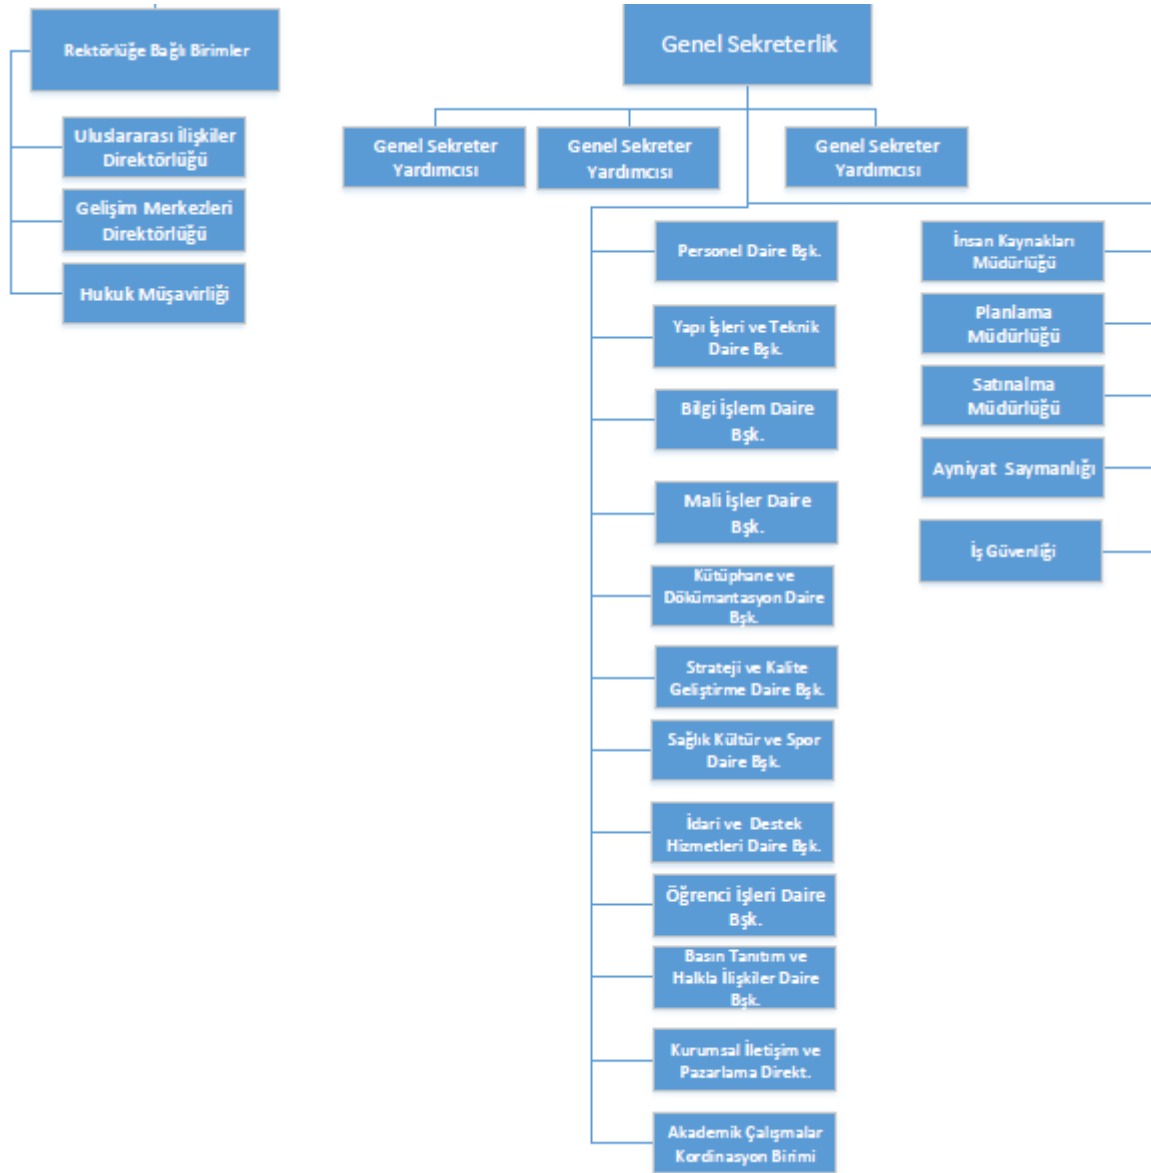 Rektörlüğe Bağlı Birimler
Uluslararası İlişkiler
Direktörlüğü
Gelişim Merkezleri
Direktörlüğü
Hukuk Müşavirliği
Genel Sekreterlik
Genel Sekreter
Yardımcısı
Genel Sekreter
Yardımcısı
Genel Sekreter
Yardımcısı
Personel Daire Bşk.
Yapı İşleri ve Teknik
Daire Bşk.
Bilgi İşlem Daire
Bşk.
Mali İşler Daire
Bşk.
Kütüphane ve
Dökümantasyon Daire
Bşk.
Strateji ve Kalite
Geliştirme Daire Bşk.
Sağlık Kültür ve Spor
Daire Bşk.
İdari ve Destek
Hizmetleri Daire Bşk.
Öğrenci İşleri Daire
Bşk.
Basın Tanıtım ve
Halkla İlişkiler Daire
Bşk.
Kurumsal İletişim ve
Pazarlama Direkt.
Akademik Çalışmalar
Kordinasyon Birimi
İnsan Kaynakları
Müdürlüğü
Planlama
Müdürlüğü
Satınalma
Müdürlüğü
Ayniyat Saymanlığı
İş Güvenliği